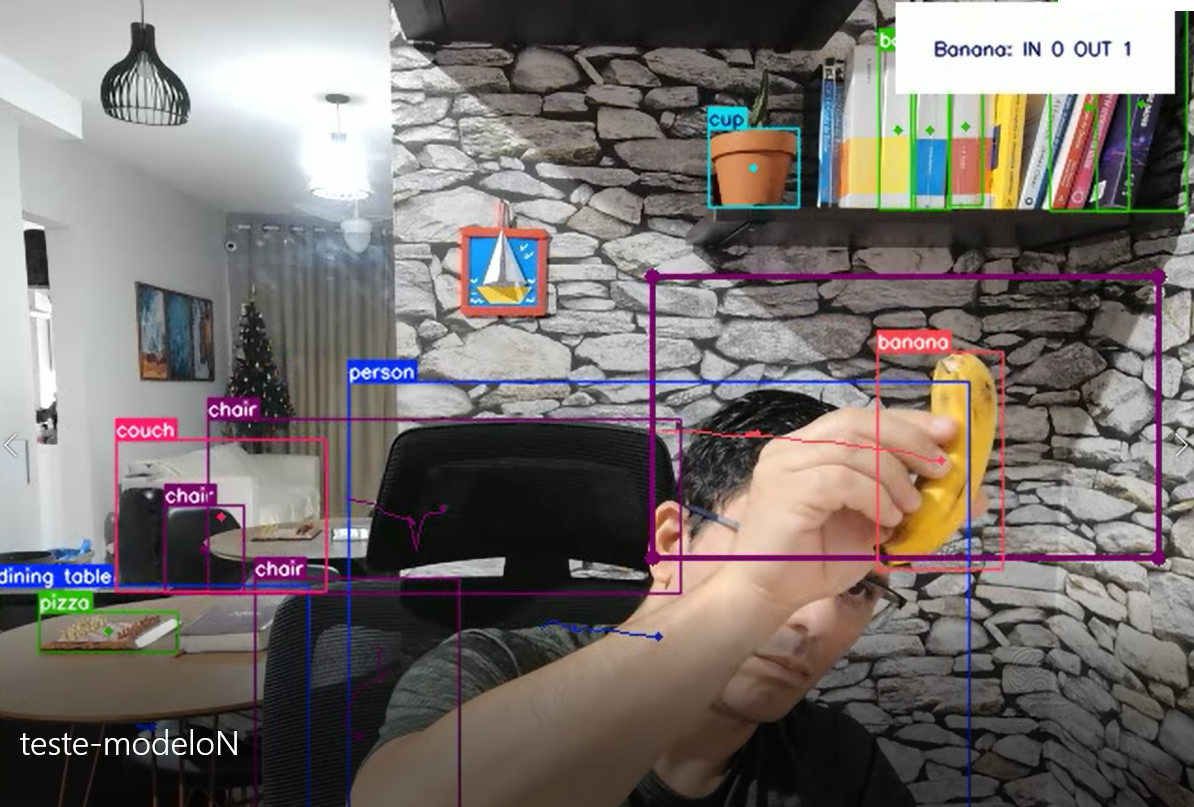 Banana: IN 0 OUT 1
cup
banana
person
chair
couch
chair
chair
dining table
pizza
teste-modeloN